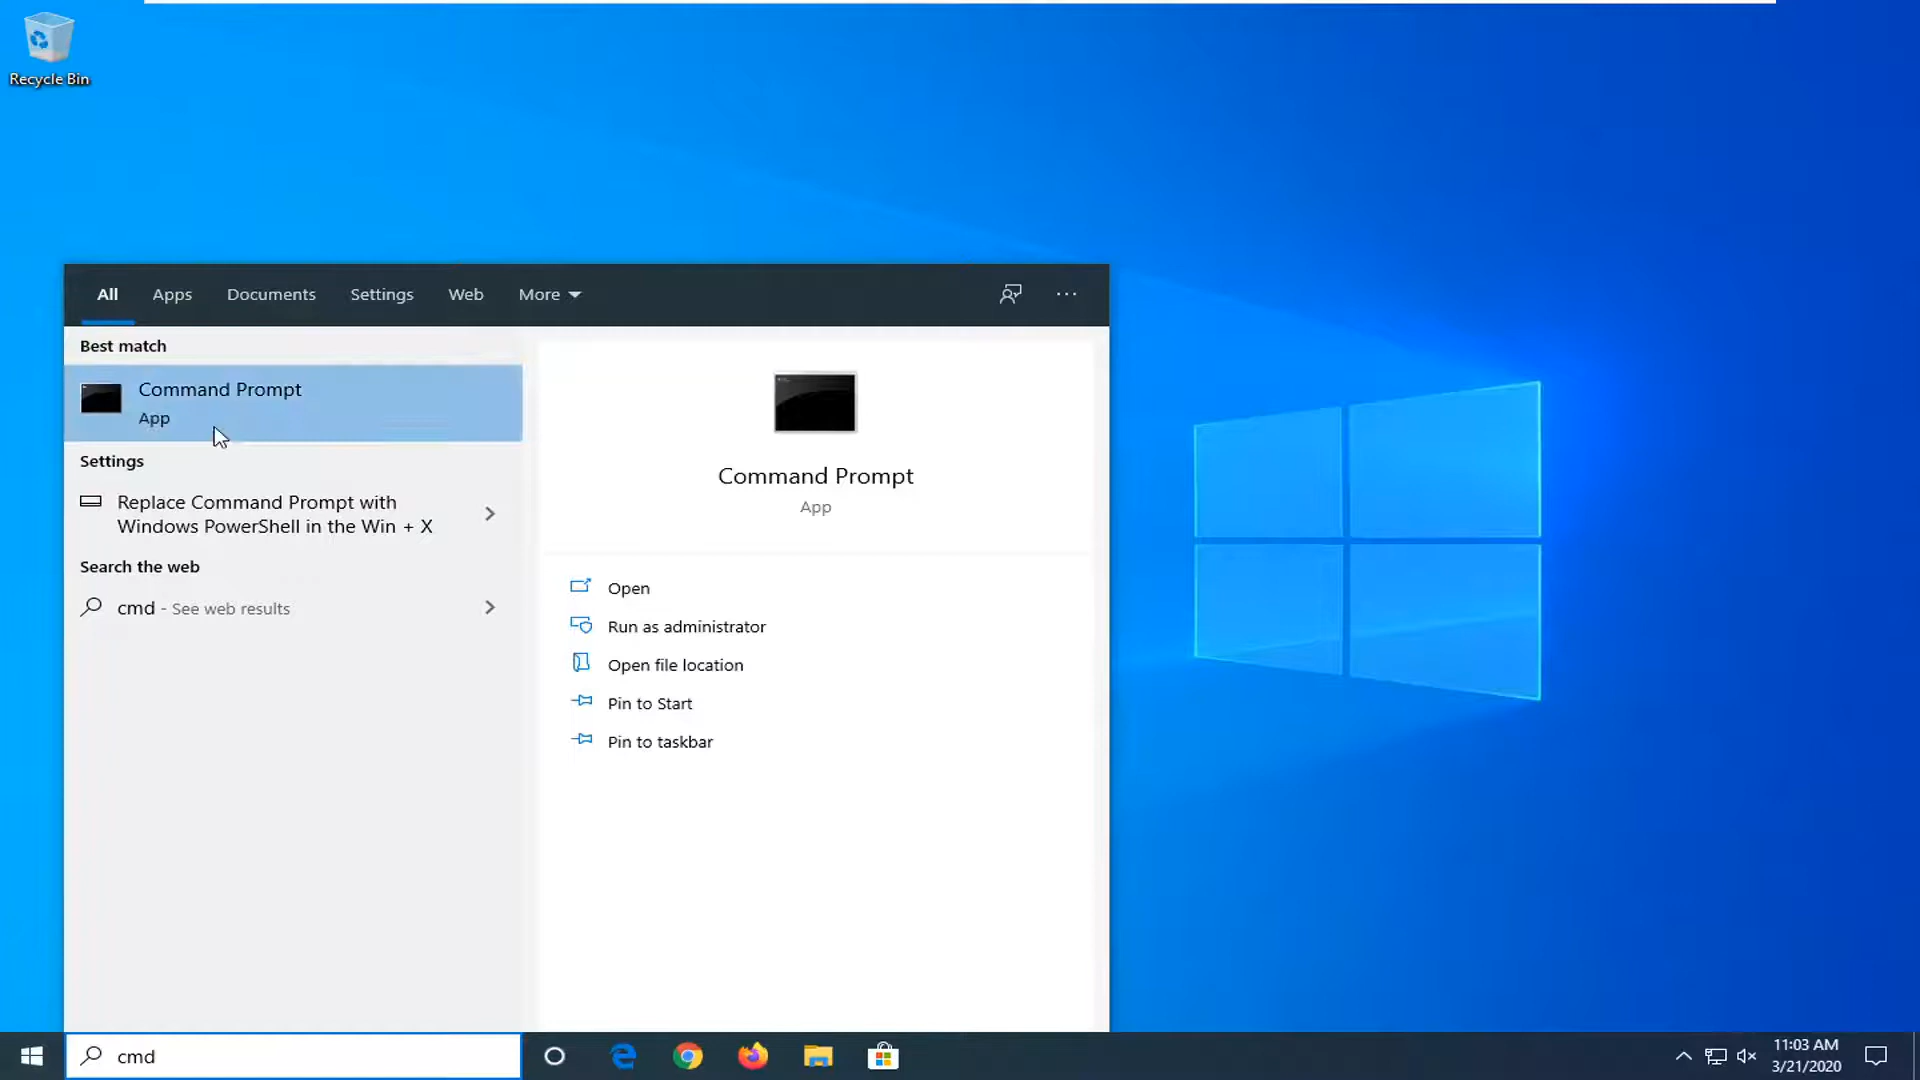 Recycle Bin
All
Apps
Documents
Settings
Web
More
Best match
Command Prompt
App
Settings
Replace Command Prompt with
Windows PowerShell in the Win + X
Search the web
cmd - See web results
Command Prompt
App
Open
Run as administrator
Open file location
Pin to Start
Pin to taskbar
cmd
11:03 AM
3/21/2020